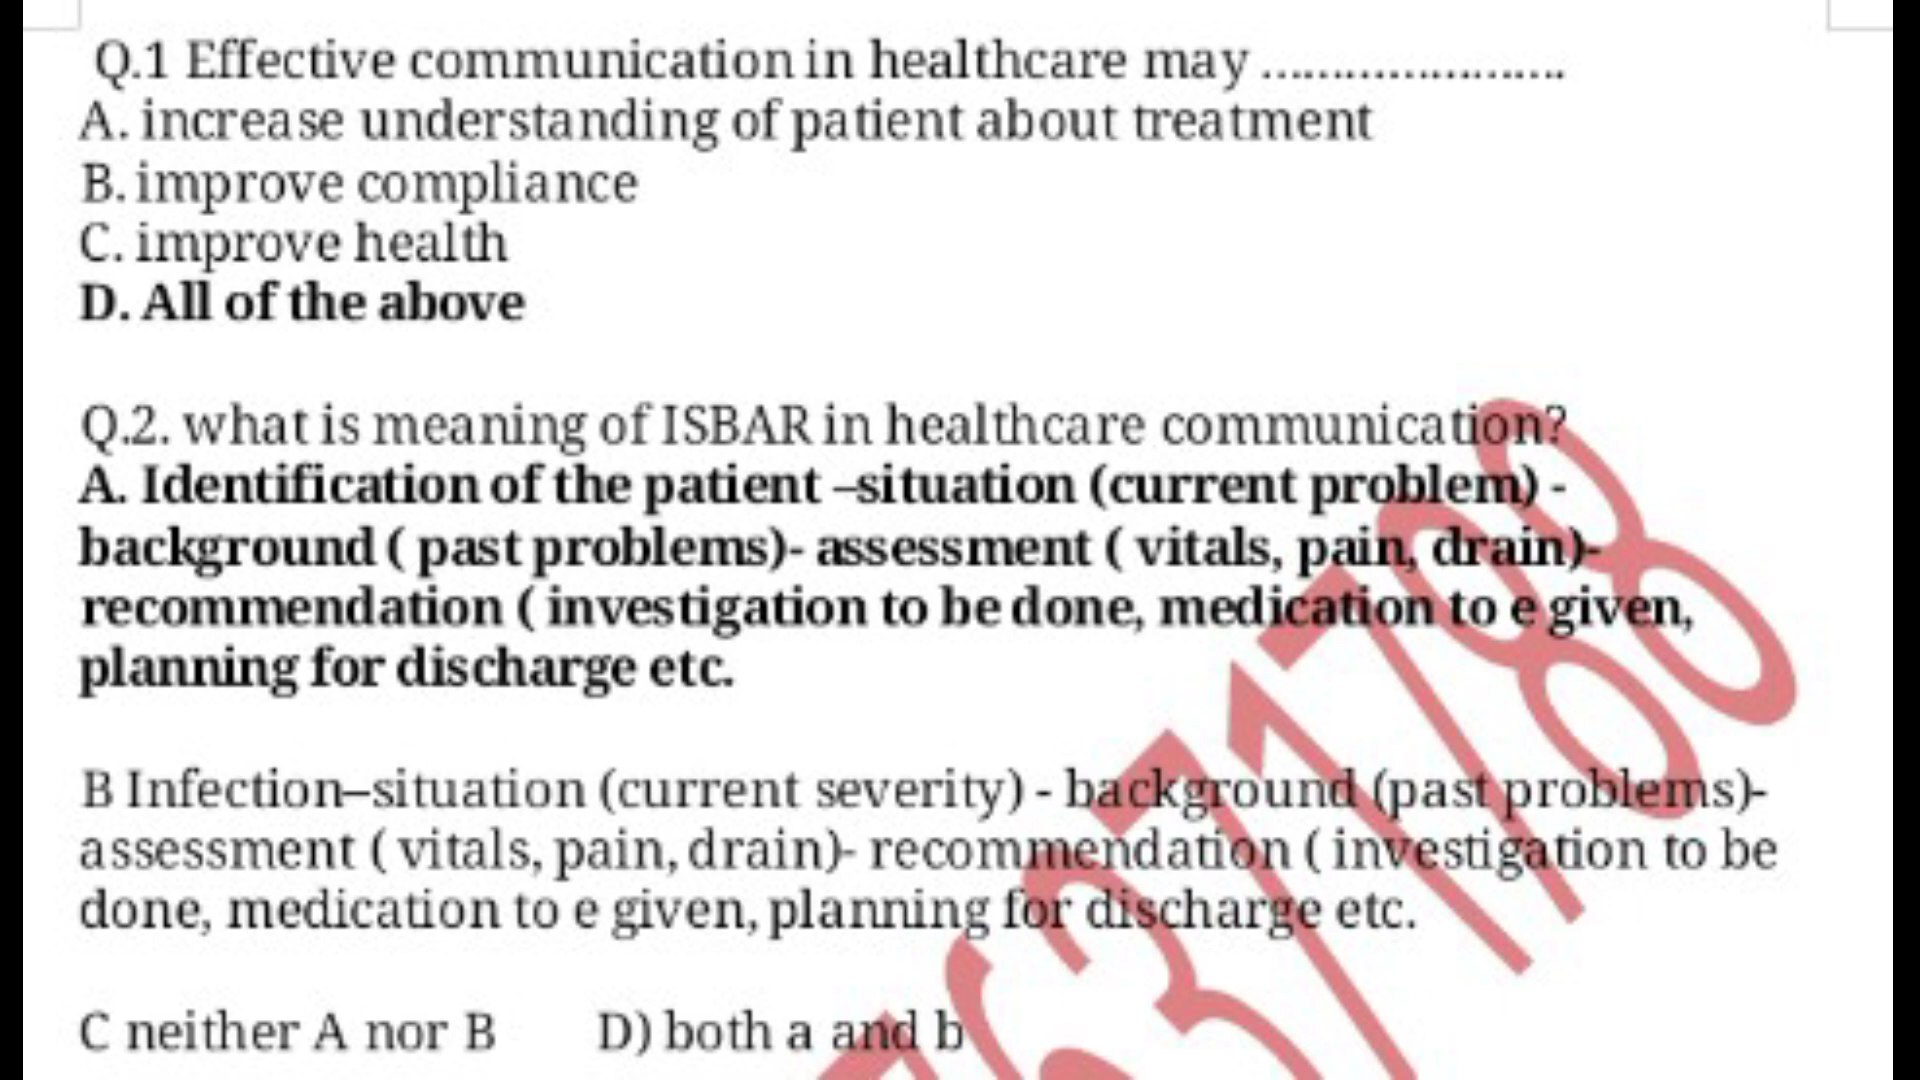 Q.1 Effective communication in healthcare may ......................
A. increase understanding of patient about treatment
B. improve compliance
C. improve health
D. All of the above
Q.2. what is meaning of ISBAR in healthcare communication?
A. Identification of the patient –situation (current problem) -
background ( past problems)- assessment ( vitals, pain, drain)-
recommendation ( investigation to be done, medication to e given,
planning for discharge etc.
B Infection–situation (current severity) - background (past problems)-
assessment ( vitals, pain, drain)- recommendation ( investigation to be
done, medication to e given, planning for discharge etc.
C neither A nor B D) both a and b